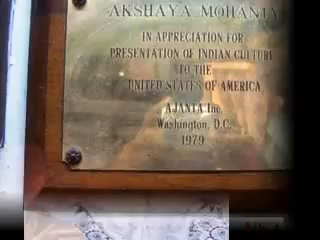 AKSHAYA MOHANTY
IN APPRECIATION FOR
PRESENTATION OF INDIAN CULTURE
TO THE
UNITED STATES OF AMERICA
AJANTA Inc
Washington, D.C.
1979